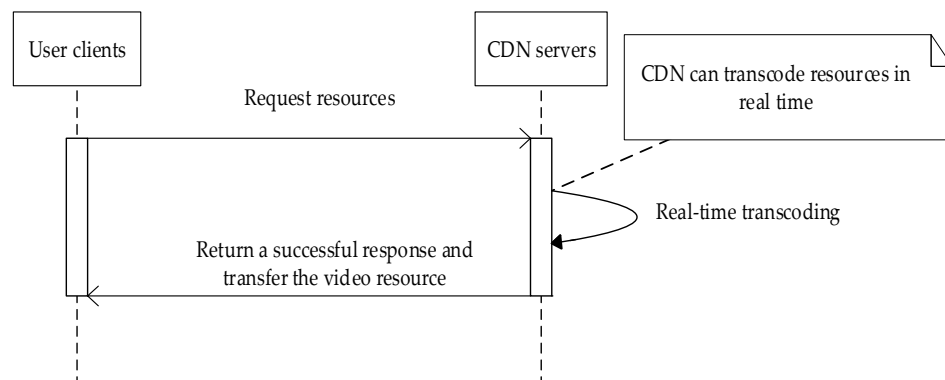 User clients
CDN servers
CDN can transcode resources in
real time
Request resources
Real-time transcoding
Return a successful response and
transfer the video resource